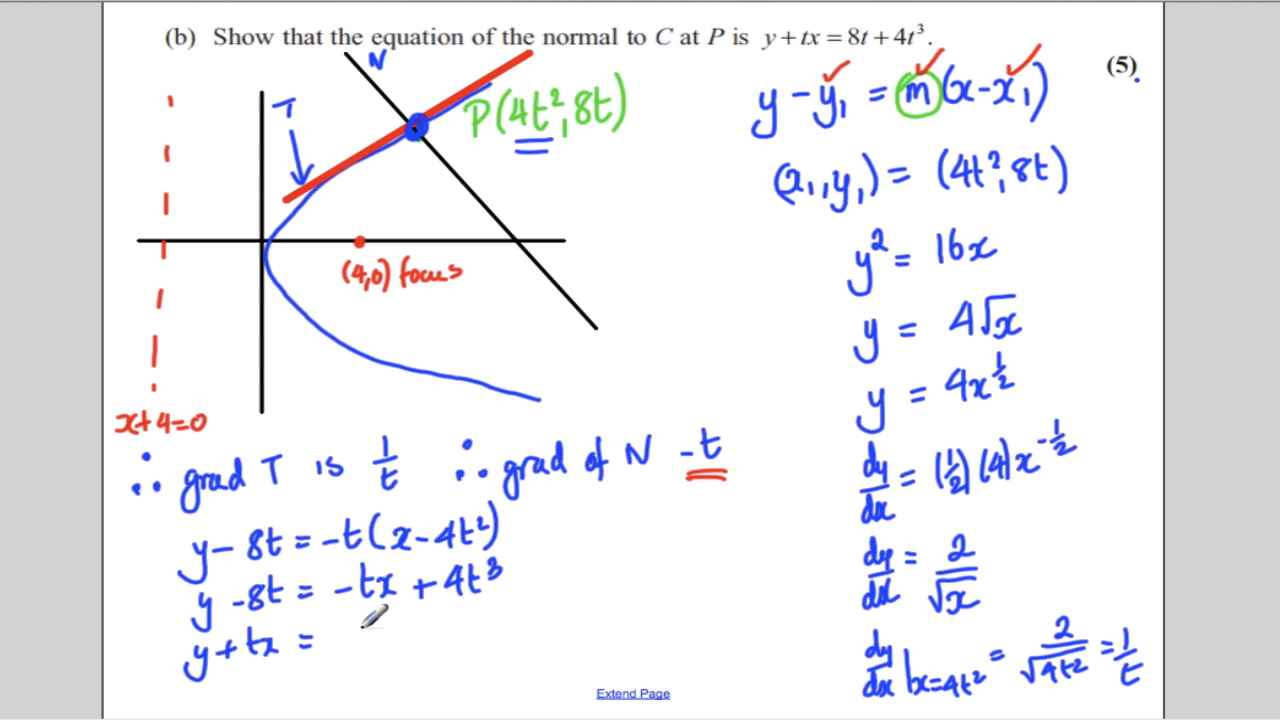 (b) Show that the equation of the normal to C at P is y + tx = 8t + 4t³.
(5)
N
T
P(4t², 8t)
(4,0) focus
x+4=0
y - y₁ = m(x - x₁)
(x₁, y₁) = (4t², 8t)
y² = 16x
y = 4√x
y = 4x^½
dy/dx = (½)(4)x^-½
dy/dx = 2/√x
dy/dx |x=4t² = 2/√4t² = 1/t
∴ grad T is 1/t ∴ grad of N -t
y - 8t = -t(x - 4t²)
y - 8t = -tx + 4t³
y + tx =
Extend Page